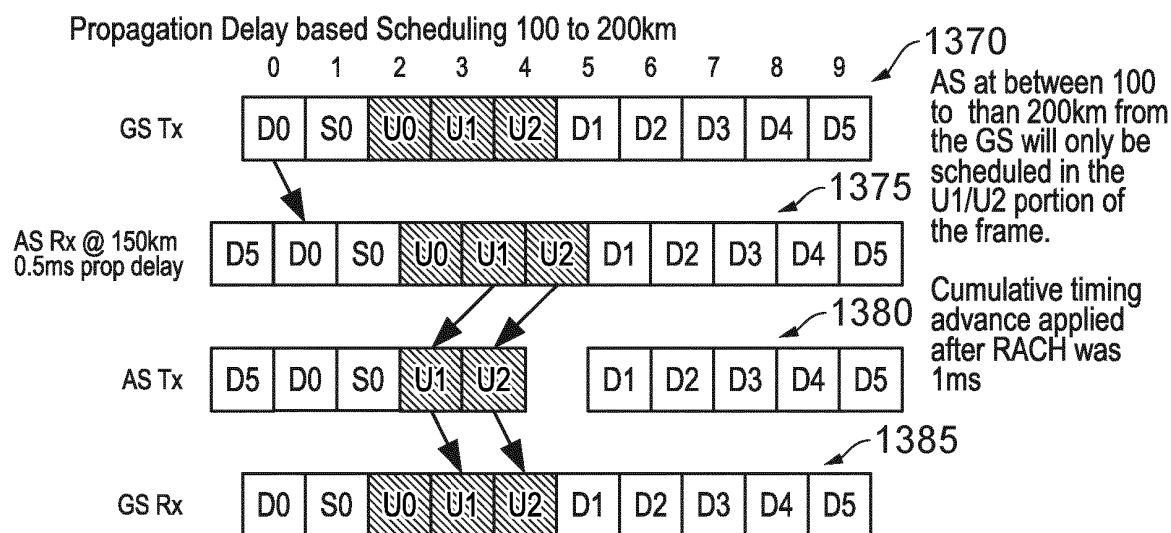 Propagation Delay based Scheduling 100 to 200km
0 1 2 3 4 5 6 7 8 9
1370
GS Tx D0 S0 U0 U1 U2 D1 D2 D3 D4 D5
AS at between 100
to than 200km from
the GS will only be
scheduled in the
U1/U2 portion of
the frame.
1375
AS Rx @ 150km
0.5ms prop delay
D5 D0 S0 U0 U1 U2 D1 D2 D3 D4 D5
Cumulative timing
advance applied
after RACH was
1ms
1380
AS Tx D5 D0 S0 U1 U2 D1 D2 D3 D4 D5
1385
GS Rx D0 S0 U0 U1 U2 D1 D2 D3 D4 D5